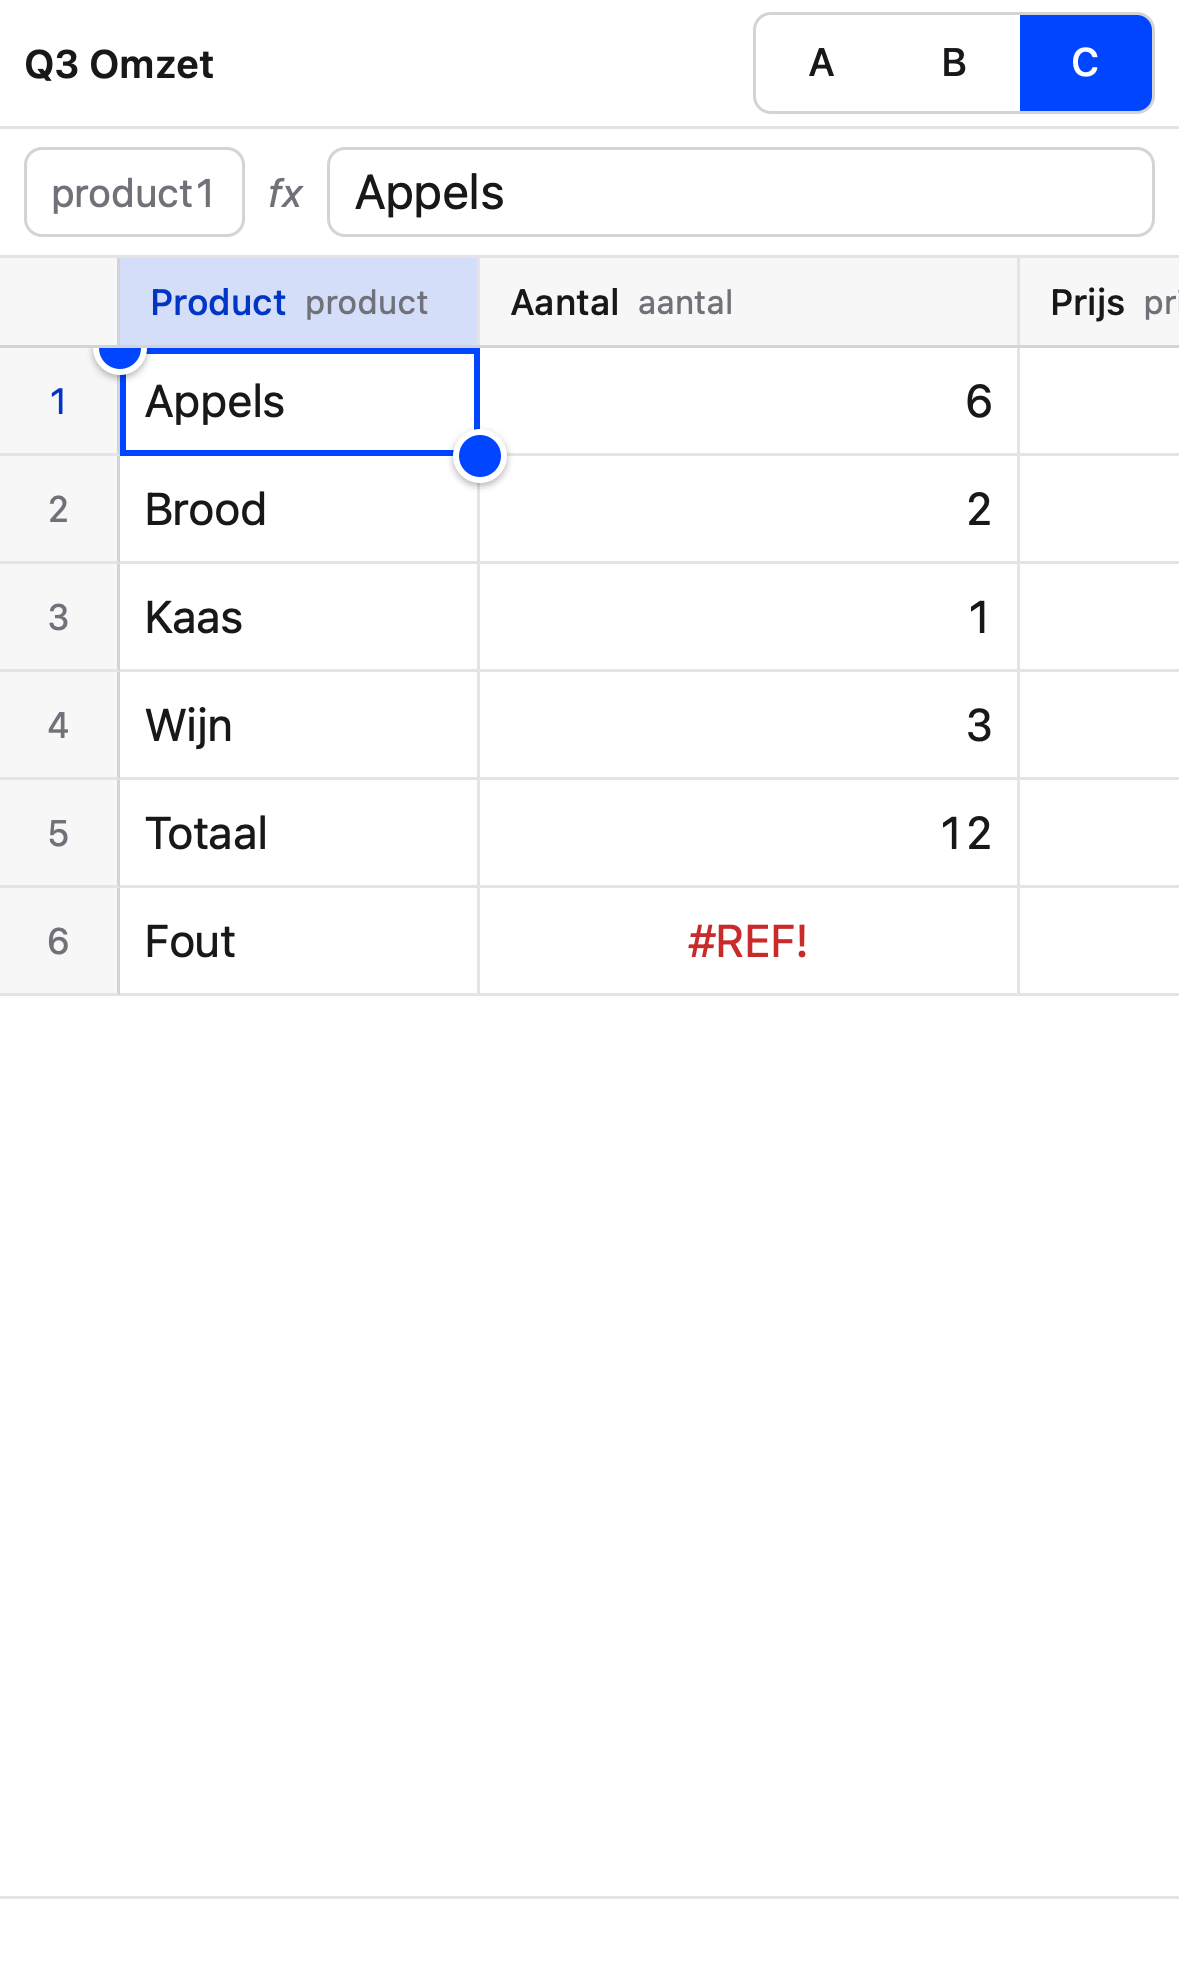 Q3 Omzet A B C
product1 fx Appels
Product product Aantal aantal Prijs pri
1 Appels 6
2 Brood 2
3 Kaas 1
4 Wijn 3
5 Totaal 12
6 Fout #REF!